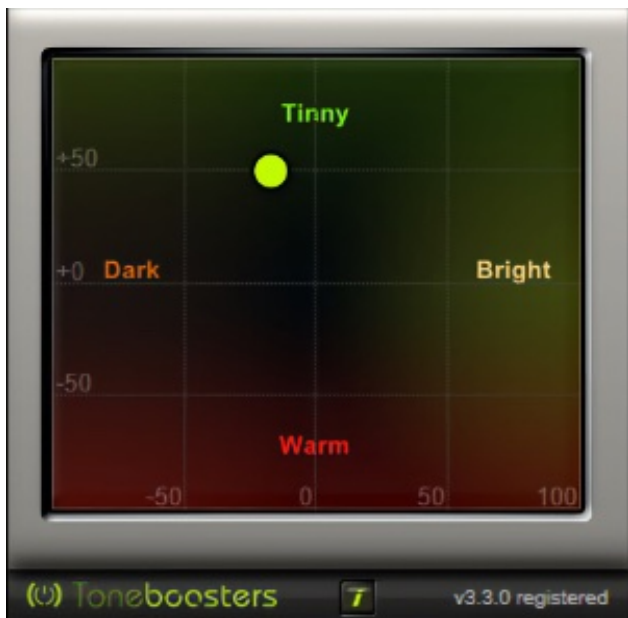 Tinny
+50
+0 Dark Bright
-50
Warm
-50 0 50 100
Toneboosters i v3.3.0 registered